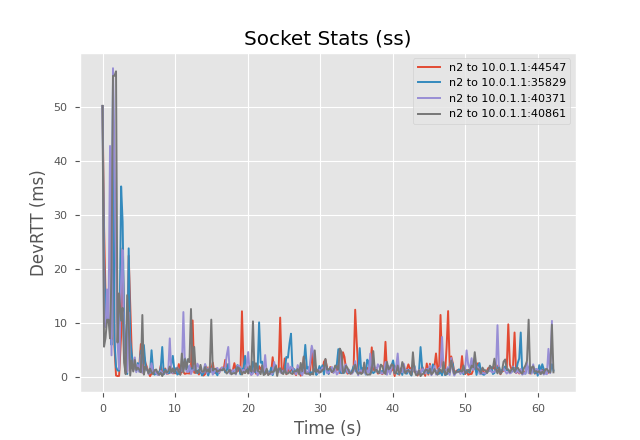 Socket Stats (ss)
n2 to 10.0.1.1:44547
n2 to 10.0.1.1:35829
n2 to 10.0.1.1:40371
n2 to 10.0.1.1:40861
DevRTT (ms)
50
40
30
20
10
0
0 10 20 30 40 50 60
Time (s)